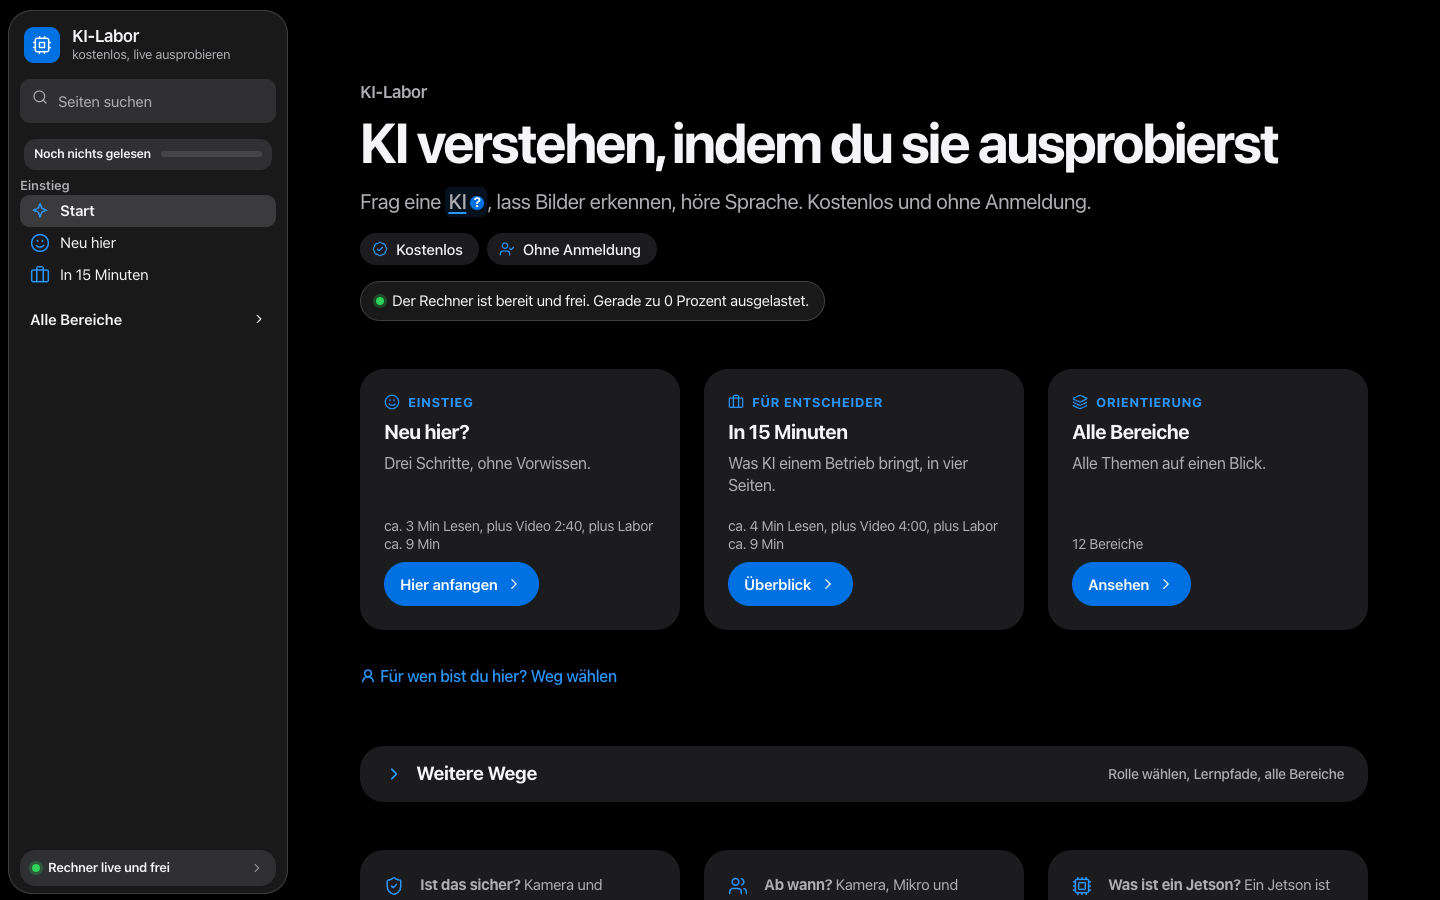 KI-Labor
kostenlos, live ausprobieren
Seiten suchen
Noch nichts gelesen
Einstieg
Start
Neu hier
In 15 Minuten
Alle Bereiche
Rechner live und frei
KI-Labor
KI verstehen, indem du sie ausprobierst
Frag eine KI ?, lass Bilder erkennen, höre Sprache. Kostenlos und ohne Anmeldung.
Kostenlos
Ohne Anmeldung
Der Rechner ist bereit und frei. Gerade zu 0 Prozent ausgelastet.
EINSTIEG
Neu hier?
Drei Schritte, ohne Vorwissen.
ca. 3 Min Lesen, plus Video 2:40, plus Labor
ca. 9 Min
Hier anfangen
FÜR ENTSCHEIDER
In 15 Minuten
Was KI einem Betrieb bringt, in vier
Seiten.
ca. 4 Min Lesen, plus Video 4:00, plus Labor
ca. 9 Min
Überblick
ORIENTIERUNG
Alle Bereiche
Alle Themen auf einen Blick.
12 Bereiche
Ansehen
Für wen bist du hier? Weg wählen
Weitere Wege
Rolle wählen, Lernpfade, alle Bereiche
Ist das sicher? Kamera und
Ab wann? Kamera, Mikro und
Was ist ein Jetson? Ein Jetson ist